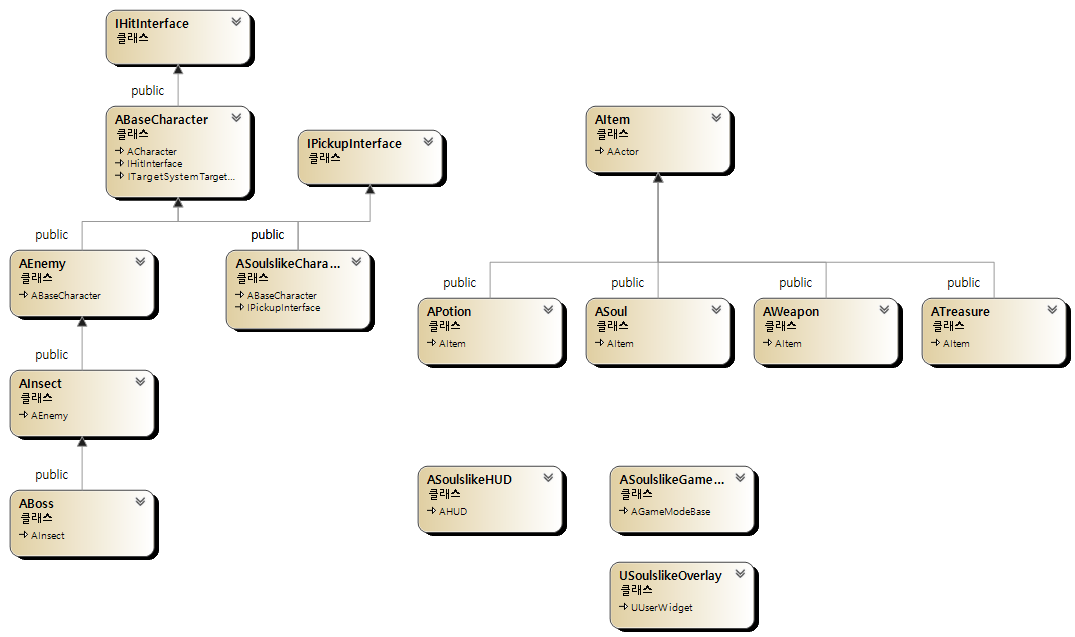 IHitInterface
클래스
public
ABaseCharacter
클래스
ACharacter
IHitInterface
ITargetSystemTarget...
IPickupInterface
클래스
AItem
클래스
AActor
public
public
AEnemy
클래스
ABaseCharacter
ASoulslikeChara...
클래스
ABaseCharacter
IPickupInterface
public
public
public
public
APotion
클래스
AItem
ASoul
클래스
AItem
AWeapon
클래스
AItem
ATreasure
클래스
AItem
public
AInsect
클래스
AEnemy
public
ABoss
클래스
AInsect
ASoulslikeHUD
클래스
AHUD
ASoulslikeGame...
클래스
AGameModeBase
USoulslikeOverlay
클래스
UUserWidget